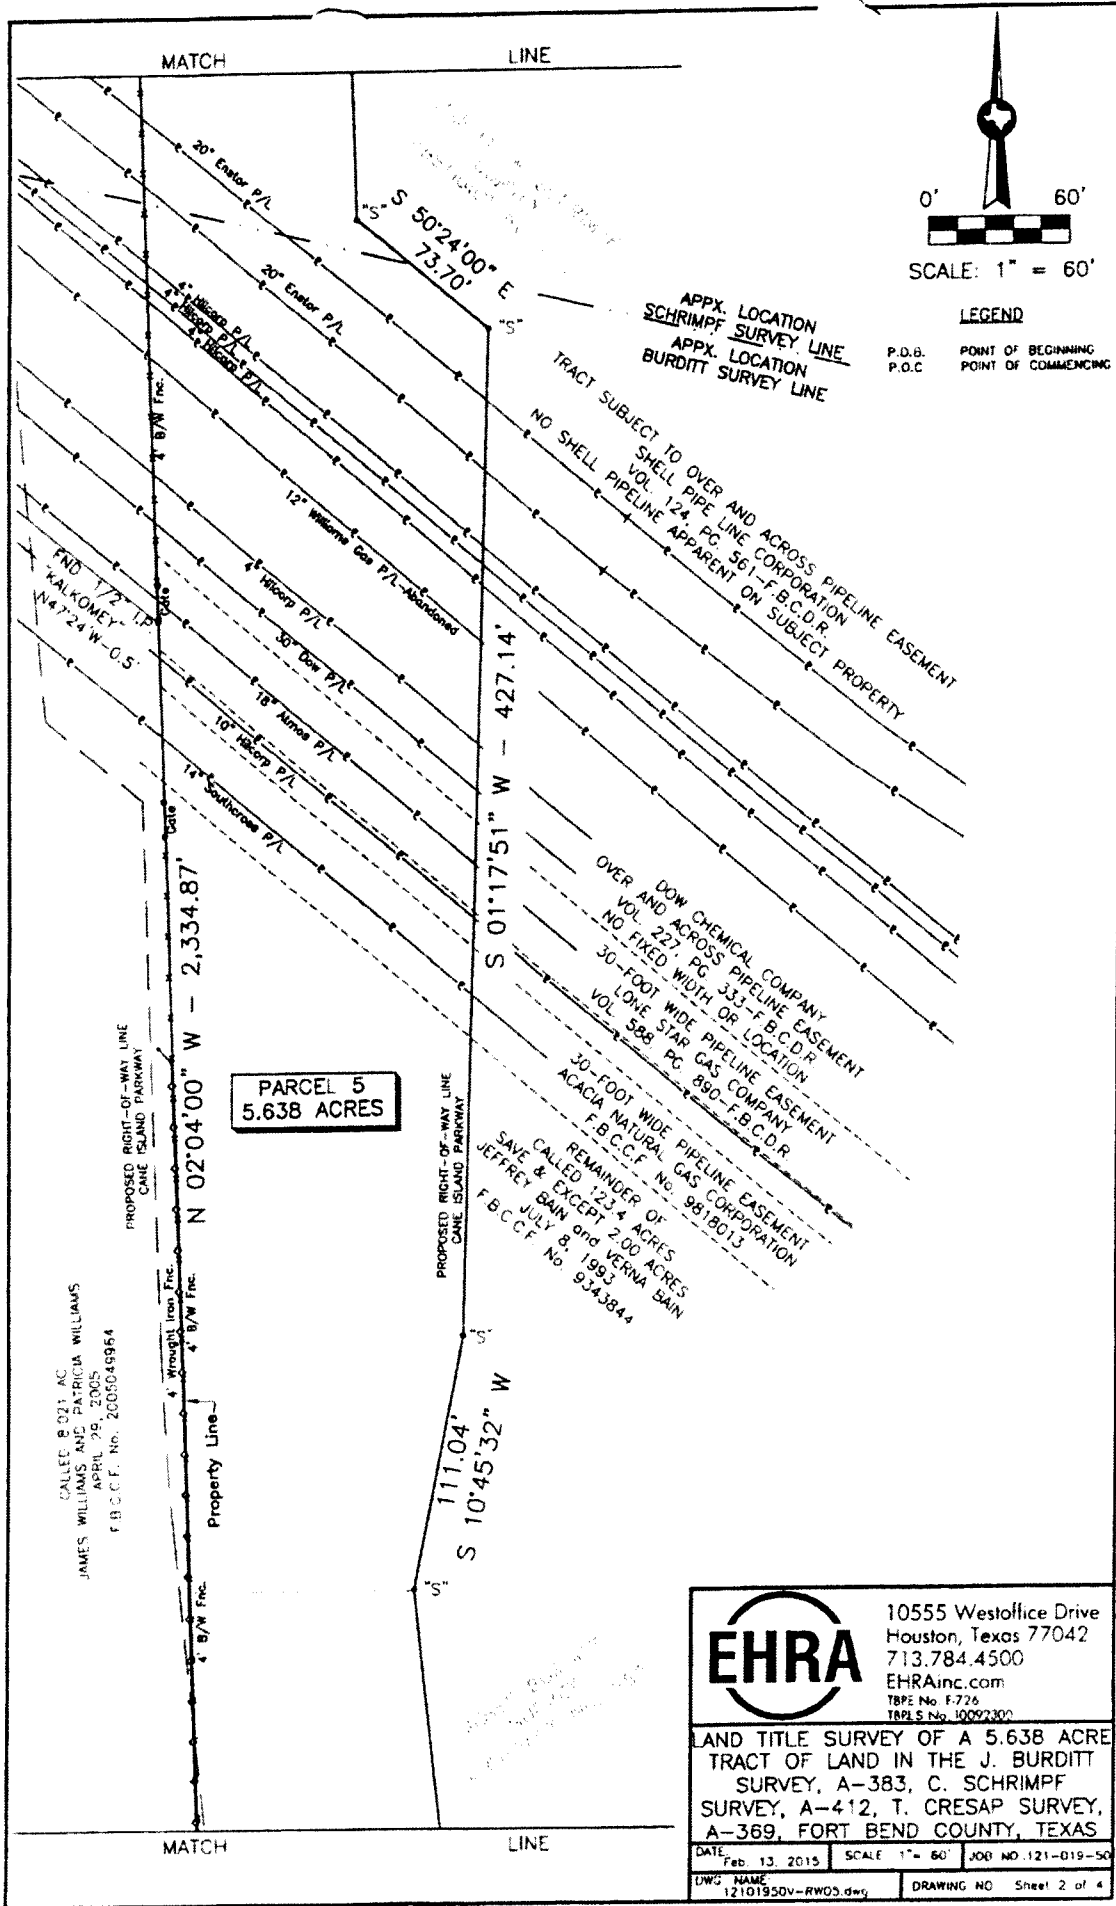 MATCH LINE
20" Enstor P/L
"S"
S 50°24'00" E
73.70'
"S"
20" Enstor P/L
4" Hilcorp P/L
4" Hilcorp P/L
4" Hilcorp P/L
0' 60'
SCALE: 1" = 60'
LEGEND
P.O.B. POINT OF BEGINNING
P.O.C POINT OF COMMENCING
APPX. LOCATION
SCHRIMPF SURVEY LINE
APPX. LOCATION
BURDITT SURVEY LINE
TRACT SUBJECT TO OVER AND ACROSS PIPELINE EASEMENT
SHELL PIPE LINE CORPORATION
VOL. 124, PG. 561-F.B.C.D.R.
NO SHELL PIPELINE APPARENT ON SUBJECT PROPERTY
4' B/W Fnc.
12" Williams Gas P/L-Abandoned
4" Hilcorp P/L
30" Dow P/L
18" Atmos P/L
10" Hilcorp P/L
14" Southcross P/L
FND 1/2" I.P.
"KALKOMEY"
N47°24'W-0.5'
Gate
Gate
S 01°17'51" W - 427.14'
N 02°04'00" W - 2,334.87'
DOW CHEMICAL COMPANY
OVER AND ACROSS PIPELINE EASEMENT
VOL. 227, PG. 333-F.B.C.D.R.
NO FIXED WIDTH OR LOCATION
30-FOOT WIDE PIPELINE EASEMENT
LONE STAR GAS COMPANY
VOL. 588, PG. 890-F.B.C.D.R.
30-FOOT WIDE PIPELINE EASEMENT
ACACIA NATURAL GAS CORPORATION
F.B.C.C.F. No. 9818013
REMAINDER OF
CALLED 123.4 ACRES
SAVE & EXCEPT 2.00 ACRES
JEFFREY BAIN and VERNA BAIN
JULY 8, 1993
F.B.C.C.F. No. 9343844
PARCEL 5
5.638 ACRES
PROPOSED RIGHT-OF-WAY LINE
CANE ISLAND PARKWAY
PROPOSED RIGHT-OF-WAY LINE
CANE ISLAND PARKWAY
4' Wrought Iron Fnc.
4' B/W Fnc.
"S"
111.04'
S 10°45'32" W
"S"
CALLED 8.021 AC
JAMES WILLIAMS AND PATRICIA WILLIAMS
APRIL 29, 2005
F.B.C.C.F. No. 2005049964
Property Line
4' B/W Fnc.
MATCH LINE
EHRA
10555 Westoffice Drive
Houston, Texas 77042
713.784.4500
EHRAinc.com
TBPE No. F-726
TBPLS No. 10092300
LAND TITLE SURVEY OF A 5.638 ACRE
TRACT OF LAND IN THE J. BURDITT
SURVEY, A-383, C. SCHRIMPF
SURVEY, A-412, T. CRESAP SURVEY,
A-369, FORT BEND COUNTY, TEXAS
DATE: Feb. 13, 2015 SCALE 1"= 60' JOB NO.121-019-50
DWG NAME: 12101950V-RW05.dwg DRAWING NO Sheet 2 of 4